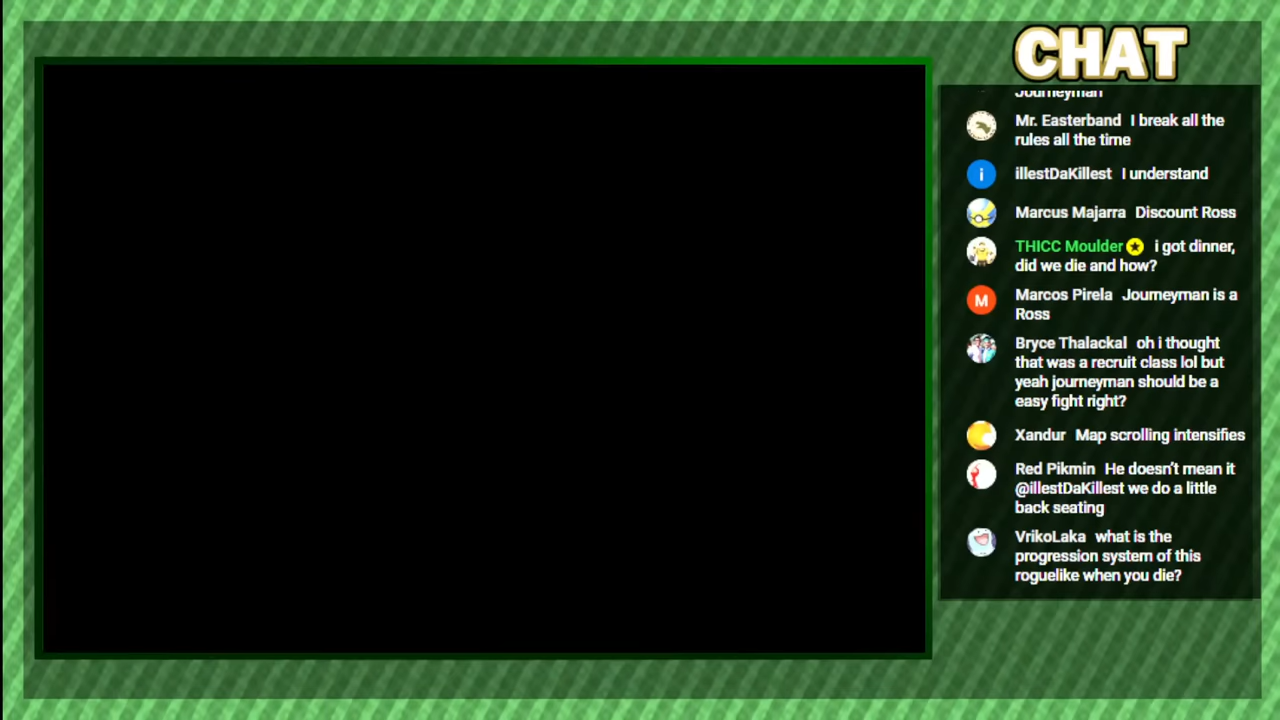 CHAT
Journeyman
Mr. Easterband I break all the
rules all the time
i
illestDaKillest I understand
Marcus Majarra Discount Ross
THICC Moulder i got dinner,
did we die and how?
M
Marcos Pirela Journeyman is a
Ross
Bryce Thalackal oh i thought
that was a recruit class lol but
yeah journeyman should be a
easy fight right?
Xandur Map scrolling intensifies
Red Pikmin He doesn't mean it
@illestDaKillest we do a little
back seating
VrikoLaka what is the
progression system of this
roguelike when you die?